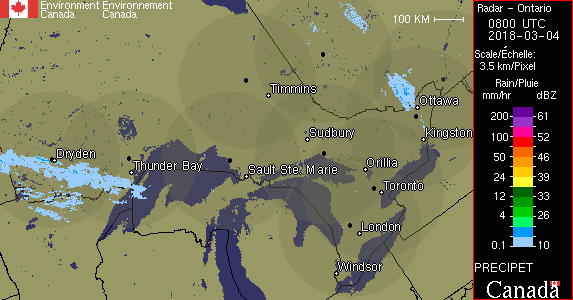 Environment Environnement
Canada Canada
100 KM
Timmins
Ottawa
Sudbury
Kingston
Dryden
Thunder Bay
Sault Ste. Marie
Orillia
Toronto
London
Windsor
Radar - Ontario
0800 UTC
2018-03-04
Scale/Échelle:
3.5 km/Pixel
Rain/Pluie
mm/hr dBZ
200 61
100 52
50 46
24 39
12 33
4 26
0.1 10
PRECIPET
Canada